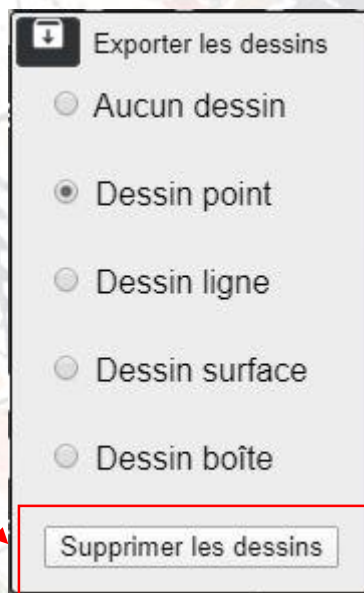 Exporter les dessins
Aucun dessin
Dessin point
Dessin ligne
Dessin surface
Dessin boîte
Supprimer les dessins